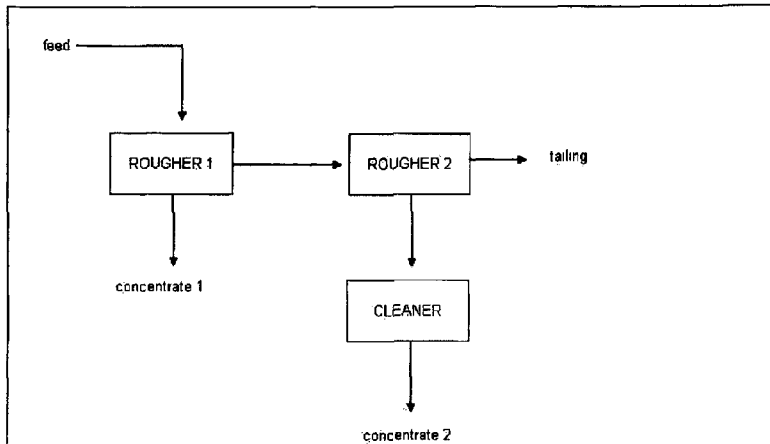 feed
ROUGHER 1
ROUGHER 2
tailing
concentrate 1
CLEANER
concentrate 2